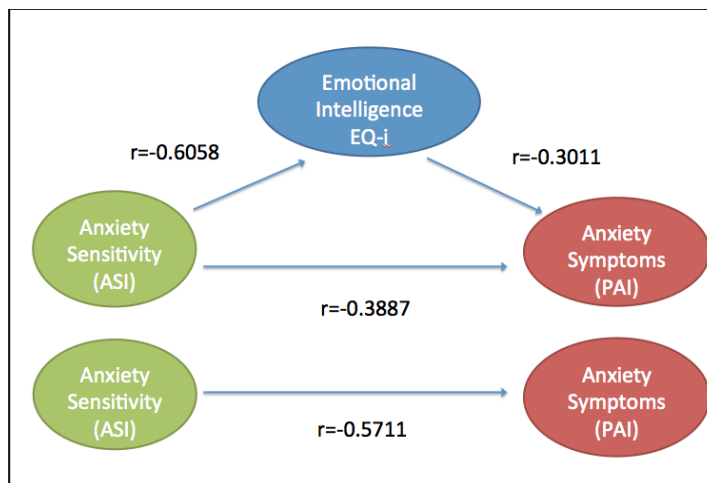 Emotional
Intelligence
EQ-i
r=-0.6058
r=-0.3011
Anxiety
Sensitivity
(ASI)
Anxiety
Symptoms
(PAI)
r=-0.3887
Anxiety
Sensitivity
(ASI)
Anxiety
Symptoms
(PAI)
r=-0.5711